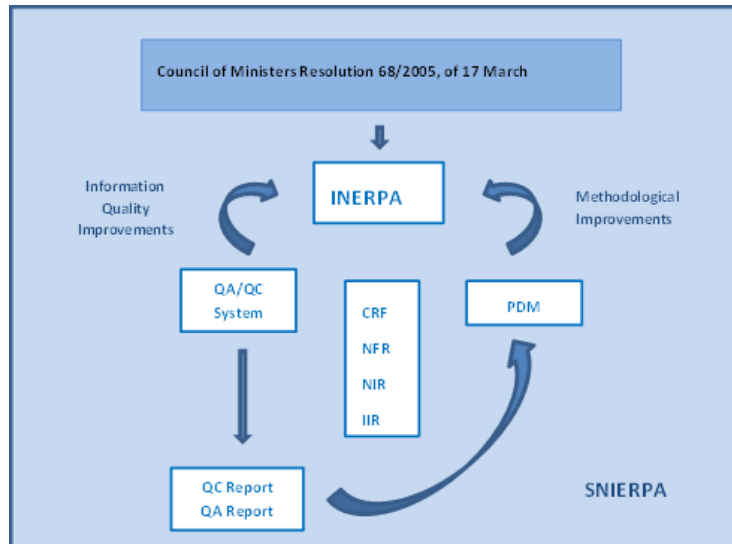 Council of Ministers Resolution 68/2005, of 17 March
INERPA
Information
Quality
Improvements
Methodological
Improvements
QA/QC
System
CRF
NFR
NIR
IIR
PDM
QC Report
QA Report
SNIERPA